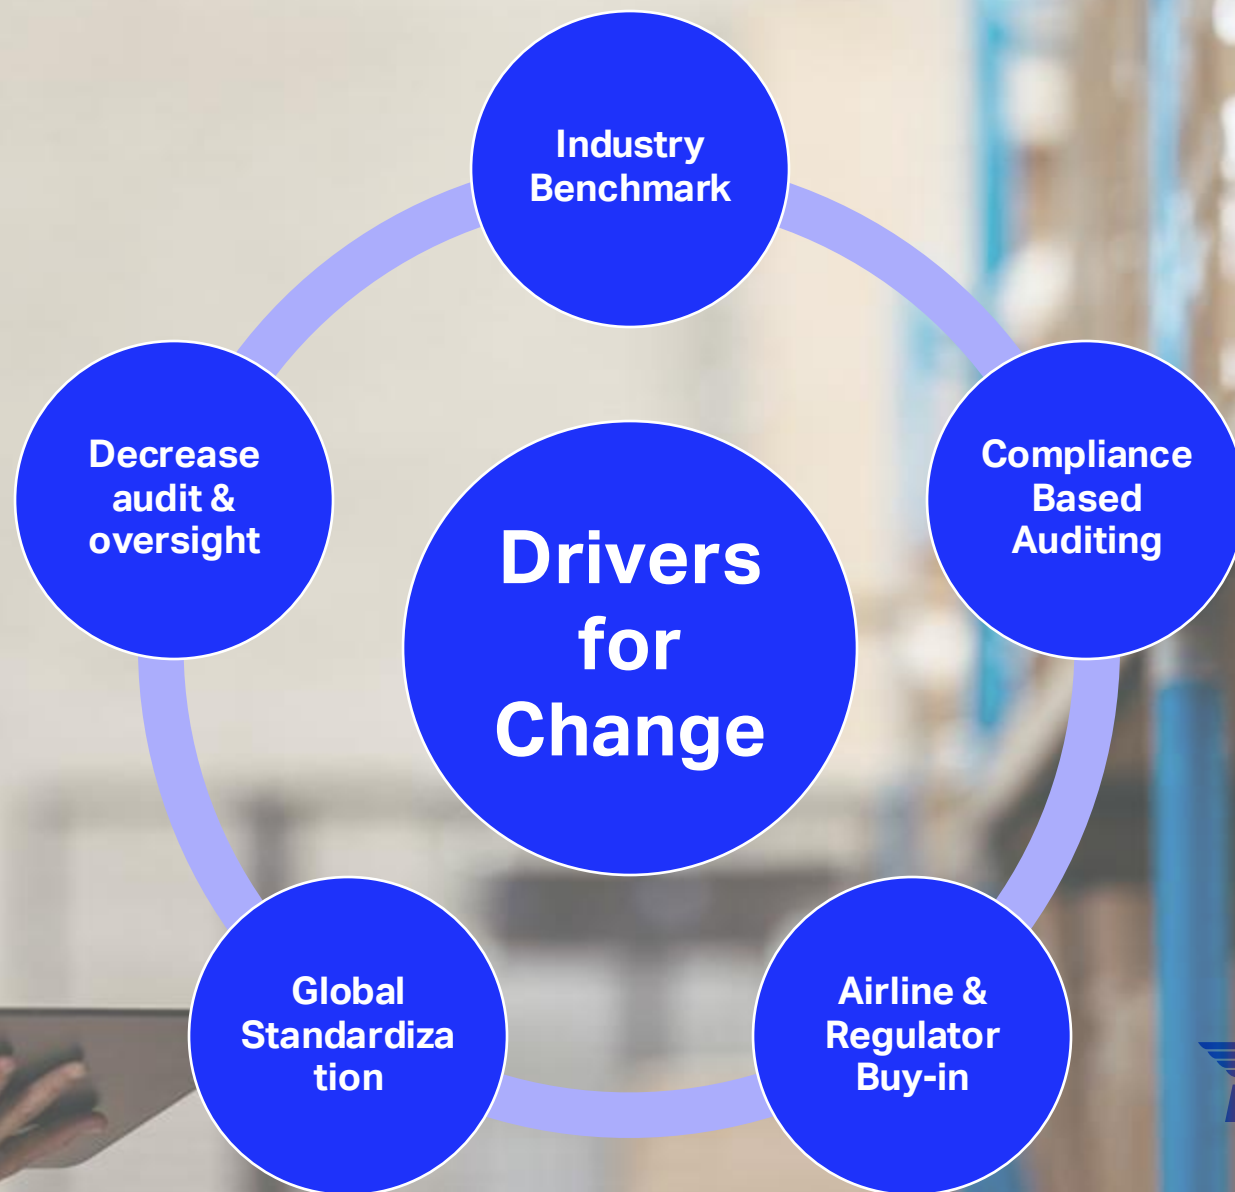 Industry
Benchmark
Decrease
audit &
oversight
Compliance
Based
Auditing
Drivers
for
Change
Global
Standardiza
tion
Airline &
Regulator
Buy-in